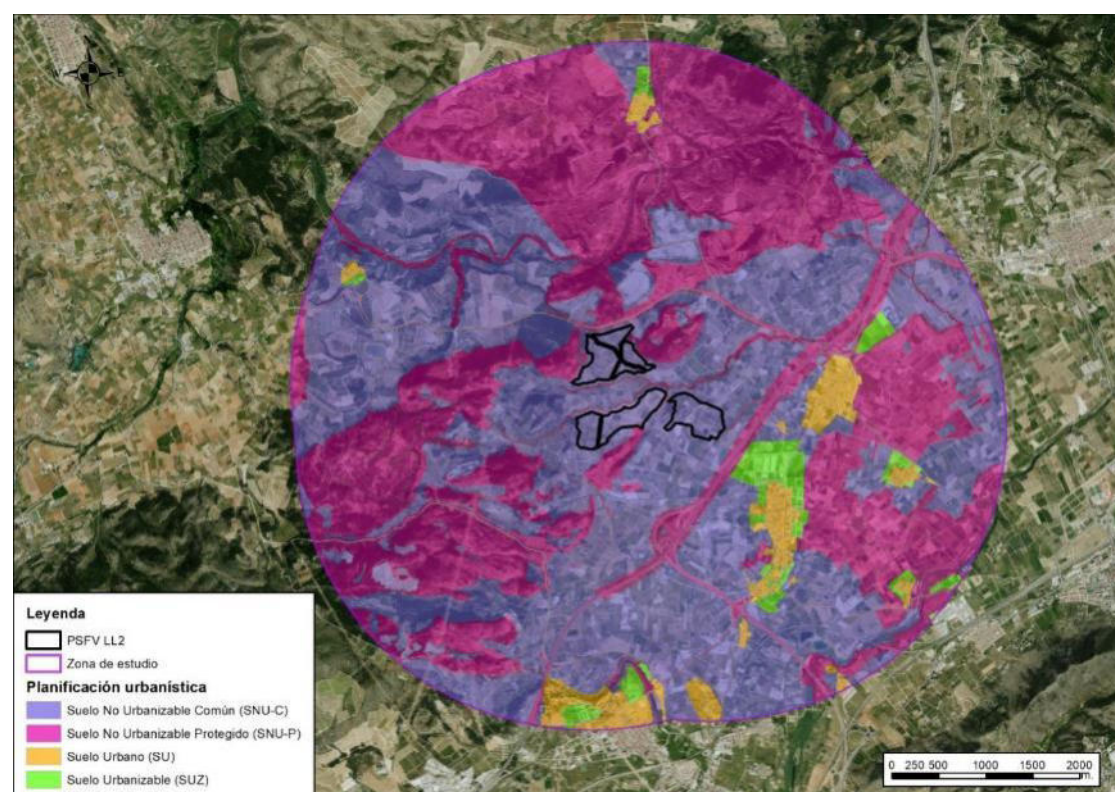 Leyenda
PSFV LL2
Zona de estudio
Planificación urbanística
Suelo No Urbanizable Común (SNU-C)
Suelo No Urbanizable Protegido (SNU-P)
Suelo Urbano (SU)
Suelo Urbanizable (SUZ)
0 250 500 1000 1500 2000
m.